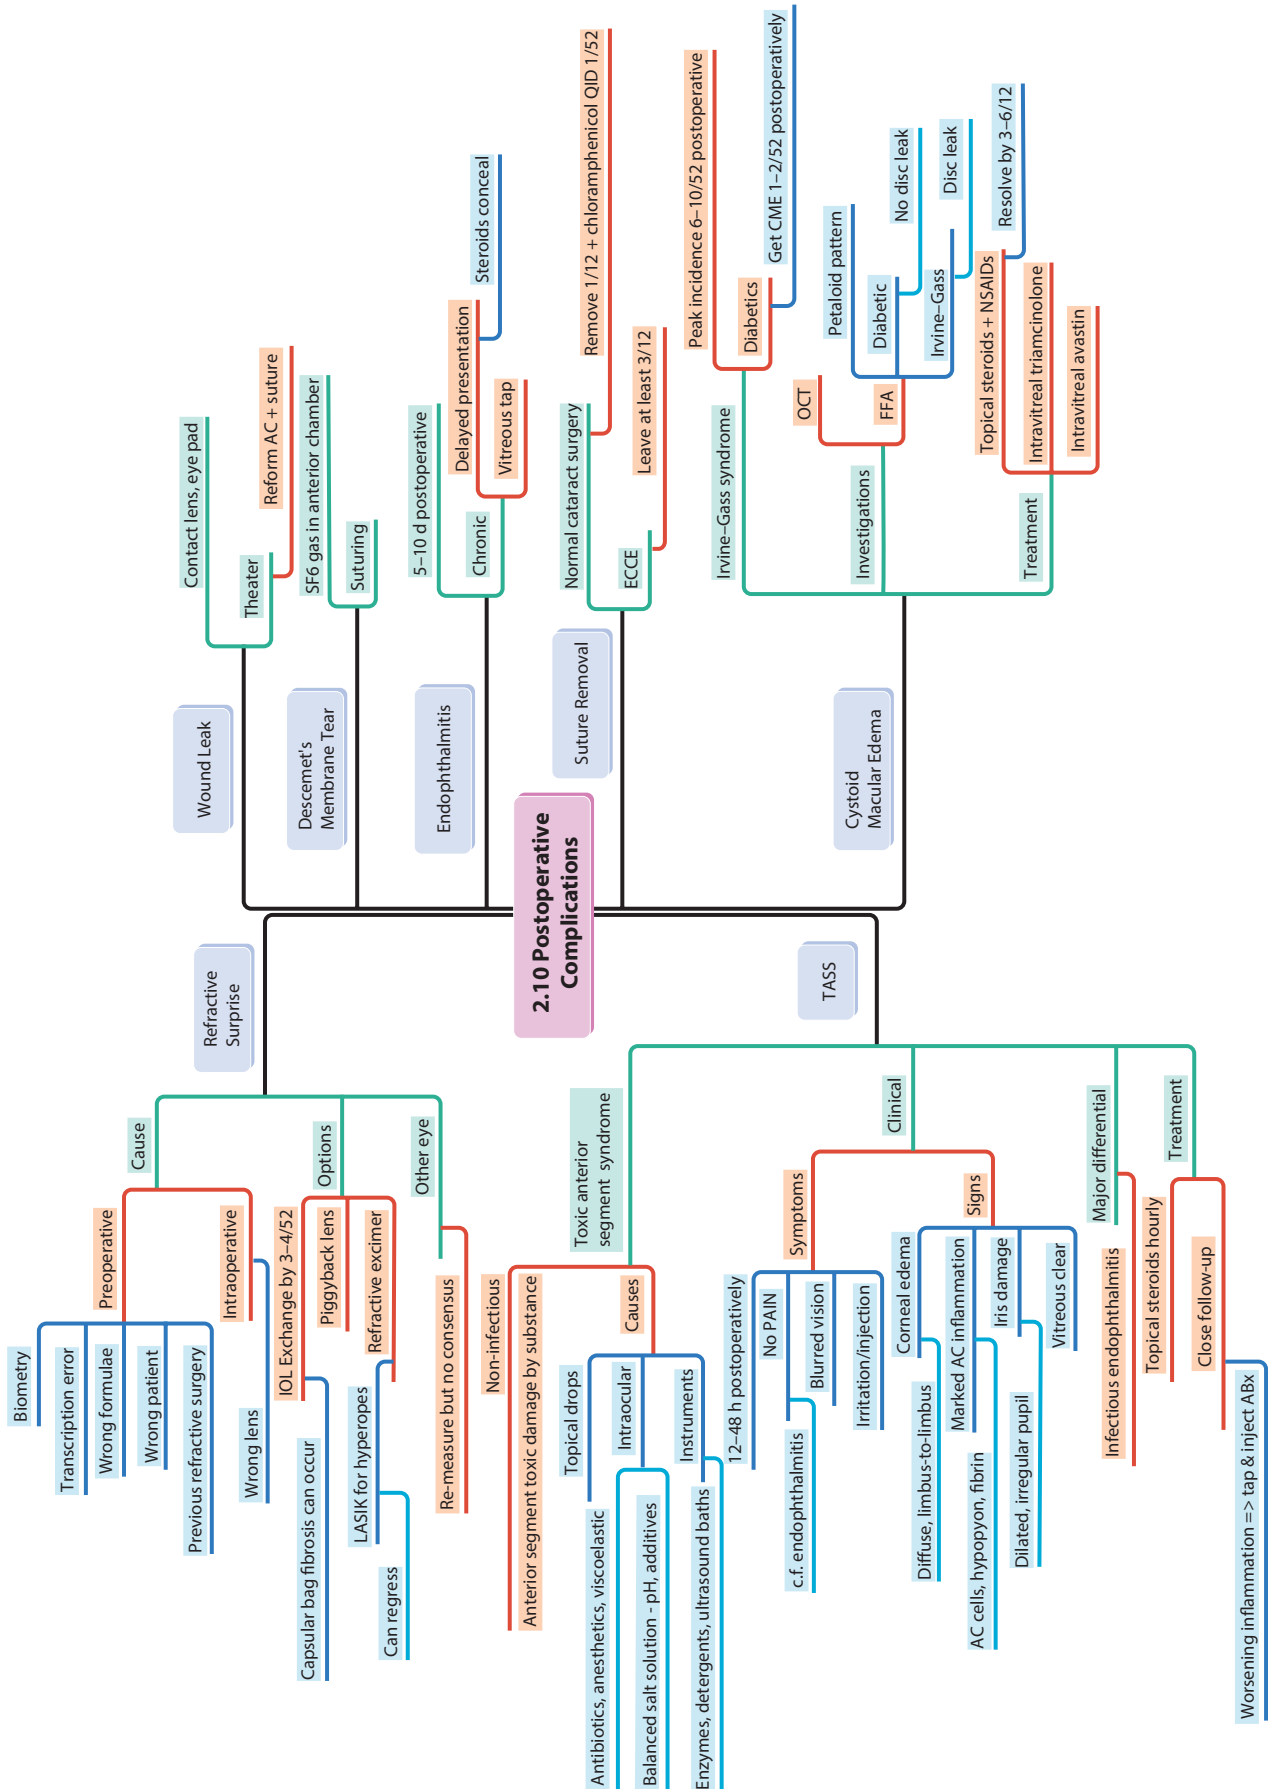 2.10 Postoperative
Complications
Refractive
Surprise
Cause
Preoperative
Biometry
Transcription error
Wrong formulae
Wrong patient
Previous refractive surgery
Intraoperative
Wrong lens
Options
IOL Exchange by 3–4/52
Capsular bag fibrosis can occur
Piggyback lens
Refractive excimer
LASIK for hyperopes
Can regress
Other eye
Re-measure but no consensus
TASS
Toxic anterior
segment syndrome
Non-infectious
Anterior segment toxic damage by substance
Causes
Topical drops
Intraocular
Antibiotics, anesthetics, viscoelastic
Balanced salt solution - pH, additives
Instruments
Enzymes, detergents, ultrasound baths
Clinical
Symptoms
12–48 h postoperatively
No PAIN
c.f. endophthalmitis
Blurred vision
Irritation/injection
Signs
Corneal edema
Diffuse, limbus-to-limbus
Marked AC inflammation
AC cells, hypopyon, fibrin
Iris damage
Dilated, irregular pupil
Vitreous clear
Major differential
Infectious endophthalmitis
Treatment
Topical steroids hourly
Close follow-up
Worsening inflammation => tap & inject ABx
Wound Leak
Contact lens, eye pad
Theater
Reform AC + suture
Descemet's
Membrane Tear
SF6 gas in anterior chamber
Suturing
Endophthalmitis
5–10 d postoperative
Chronic
Delayed presentation
Steroids conceal
Vitreous tap
Suture Removal
Normal cataract surgery
Remove 1/12 + chloramphenicol QID 1/52
ECCE
Leave at least 3/12
Cystoid
Macular Edema
Irvine–Gass syndrome
Peak incidence 6–10/52 postoperative
Diabetics
Get CME 1–2/52 postoperatively
Investigations
OCT
FFA
Petaloid pattern
Diabetic
No disc leak
Irvine–Gass
Disc leak
Treatment
Topical steroids + NSAIDs
Resolve by 3–6/12
Intravitreal triamcinolone
Intravitreal avastin